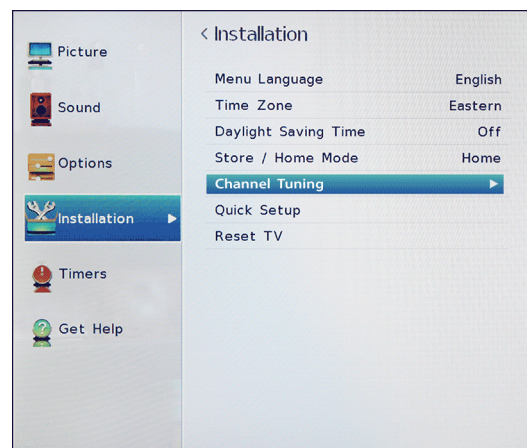 Picture
Sound
Options
Installation
Timers
Get Help
Installation
Menu Language English
Time Zone Eastern
Daylight Saving Time Off
Store / Home Mode Home
Channel Tuning
Quick Setup
Reset TV